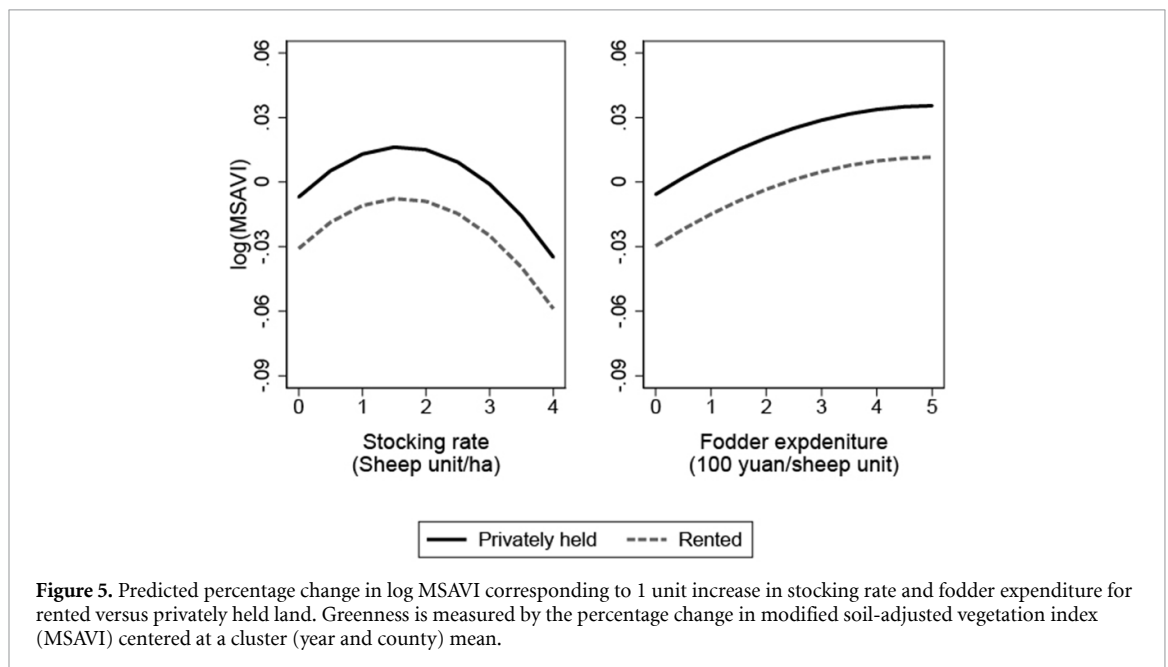 log(MSAVI)
.06
.03
0
-.03
-.06
-.09
0 1 2 3 4
Stocking rate
(Sheep unit/ha)
.06
.03
0
-.03
-.06
-.09
0 1 2 3 4 5
Fodder expdeniture
(100 yuan/sheep unit)
Privately held Rented
Figure 5. Predicted percentage change in log MSAVI corresponding to 1 unit increase in stocking rate and fodder expenditure for
rented versus privately held land. Greenness is measured by the percentage change in modified soil-adjusted vegetation index
(MSAVI) centered at a cluster (year and county) mean.